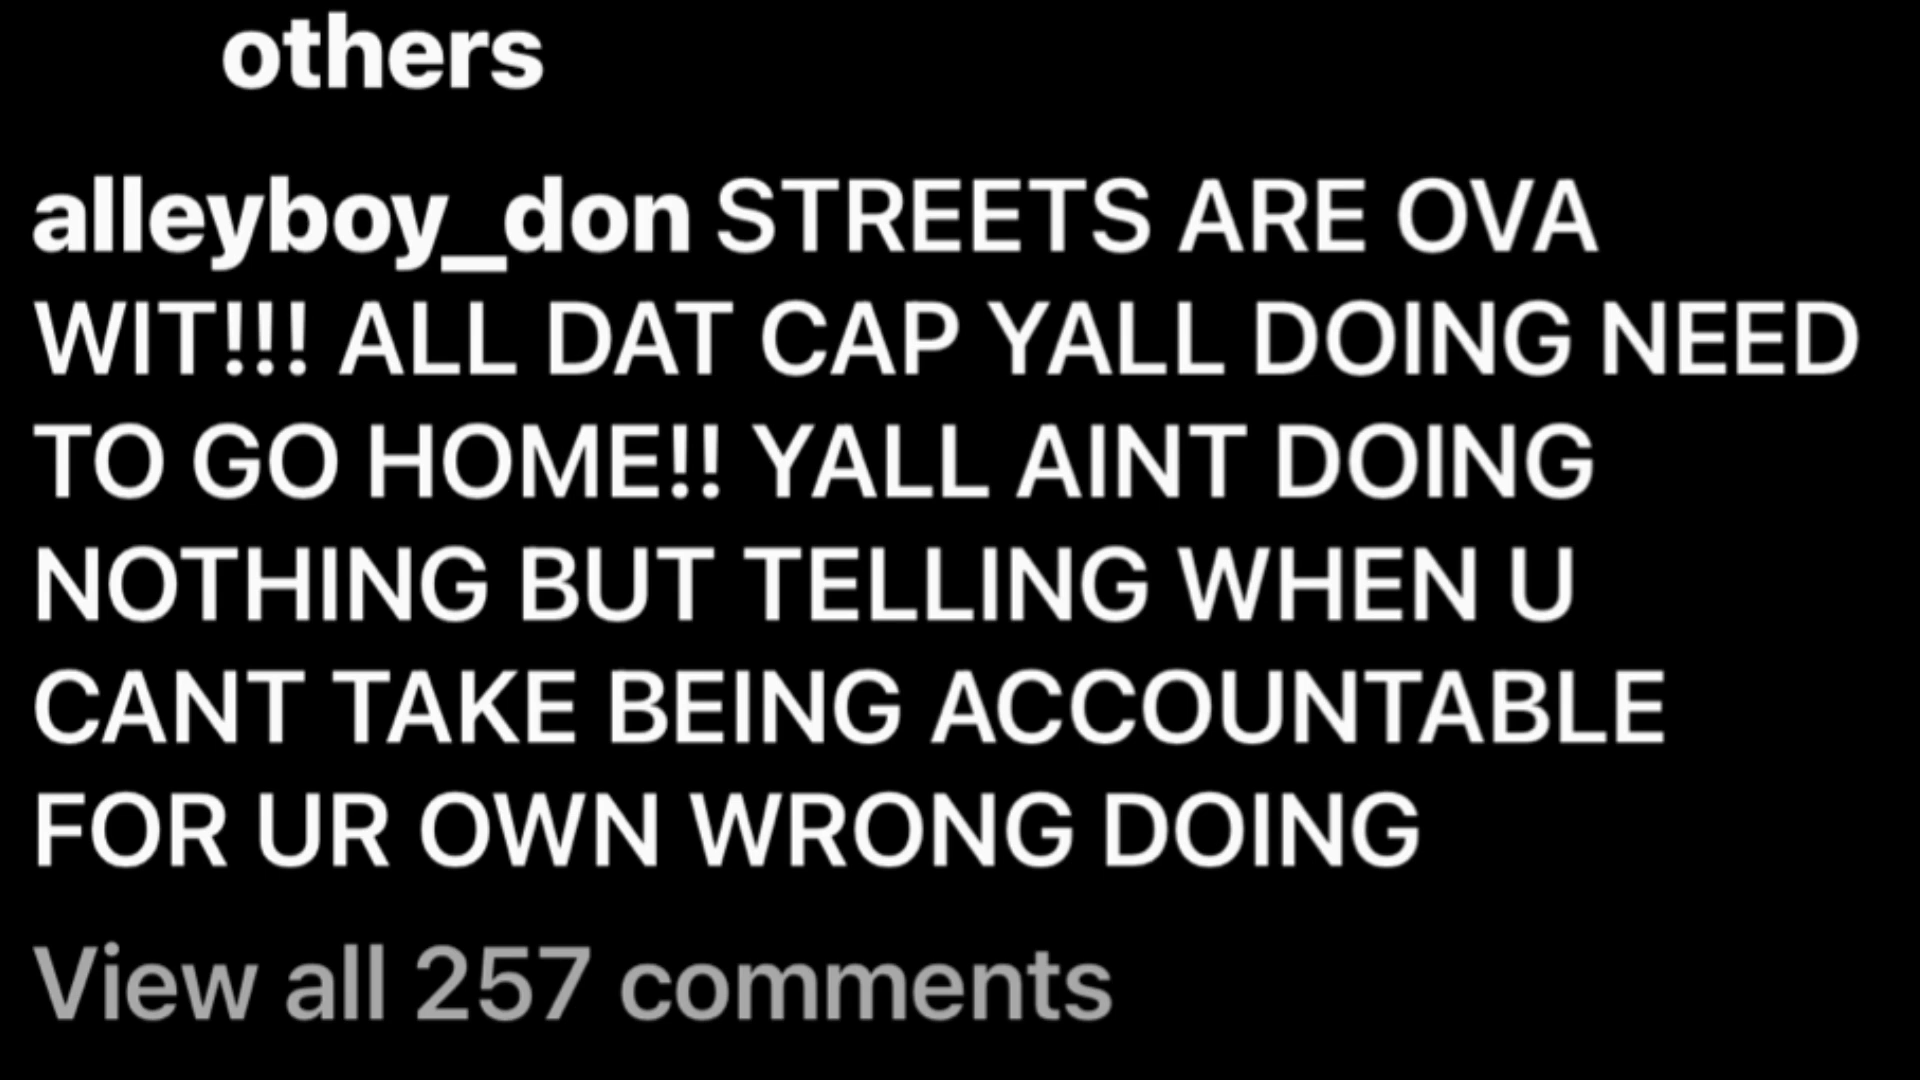 others
alleyboy_don STREETS ARE OVA
WIT!!! ALL DAT CAP YALL DOING NEED
TO GO HOME!! YALL AINT DOING
NOTHING BUT TELLING WHEN U
CANT TAKE BEING ACCOUNTABLE
FOR UR OWN WRONG DOING
View all 257 comments